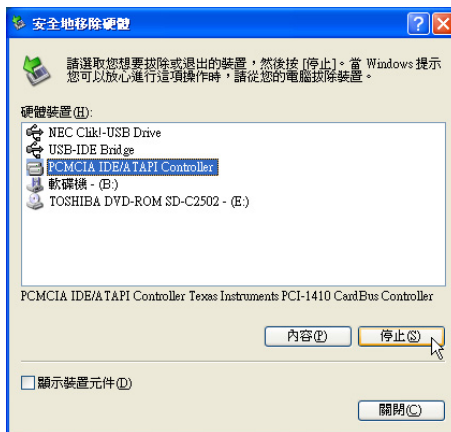 安全地移除硬體
請選取您想要拔除或退出的裝置，然後按 [停止]。當 Windows 提示
您可以放心進行這項操作時，請從您的電腦拔除裝置。
硬體裝置(H):
NEC Clik!-USB Drive
USB-IDE Bridge
PCMCIA IDE/ATAPI Controller
軟碟機 - (B:)
TOSHIBA DVD-ROM SD-C2502 - (E:)
PCMCIA IDE/ATAPI Controller Texas Instruments PCI-1410 CardBus Controller
內容(P) 停止(S)
顯示裝置元件(D)
關閉(C)